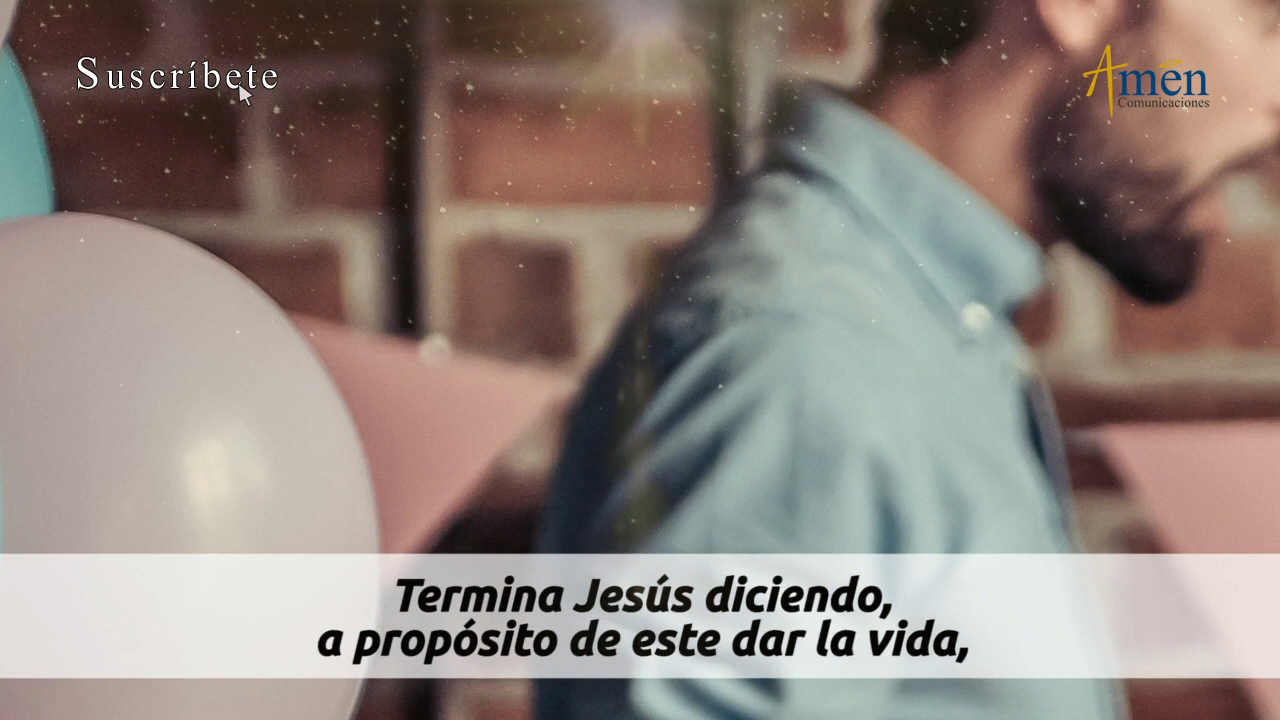 Suscríbete
Amén
Comunicaciones
Termina Jesús diciendo,
a propósito de este dar la vida,